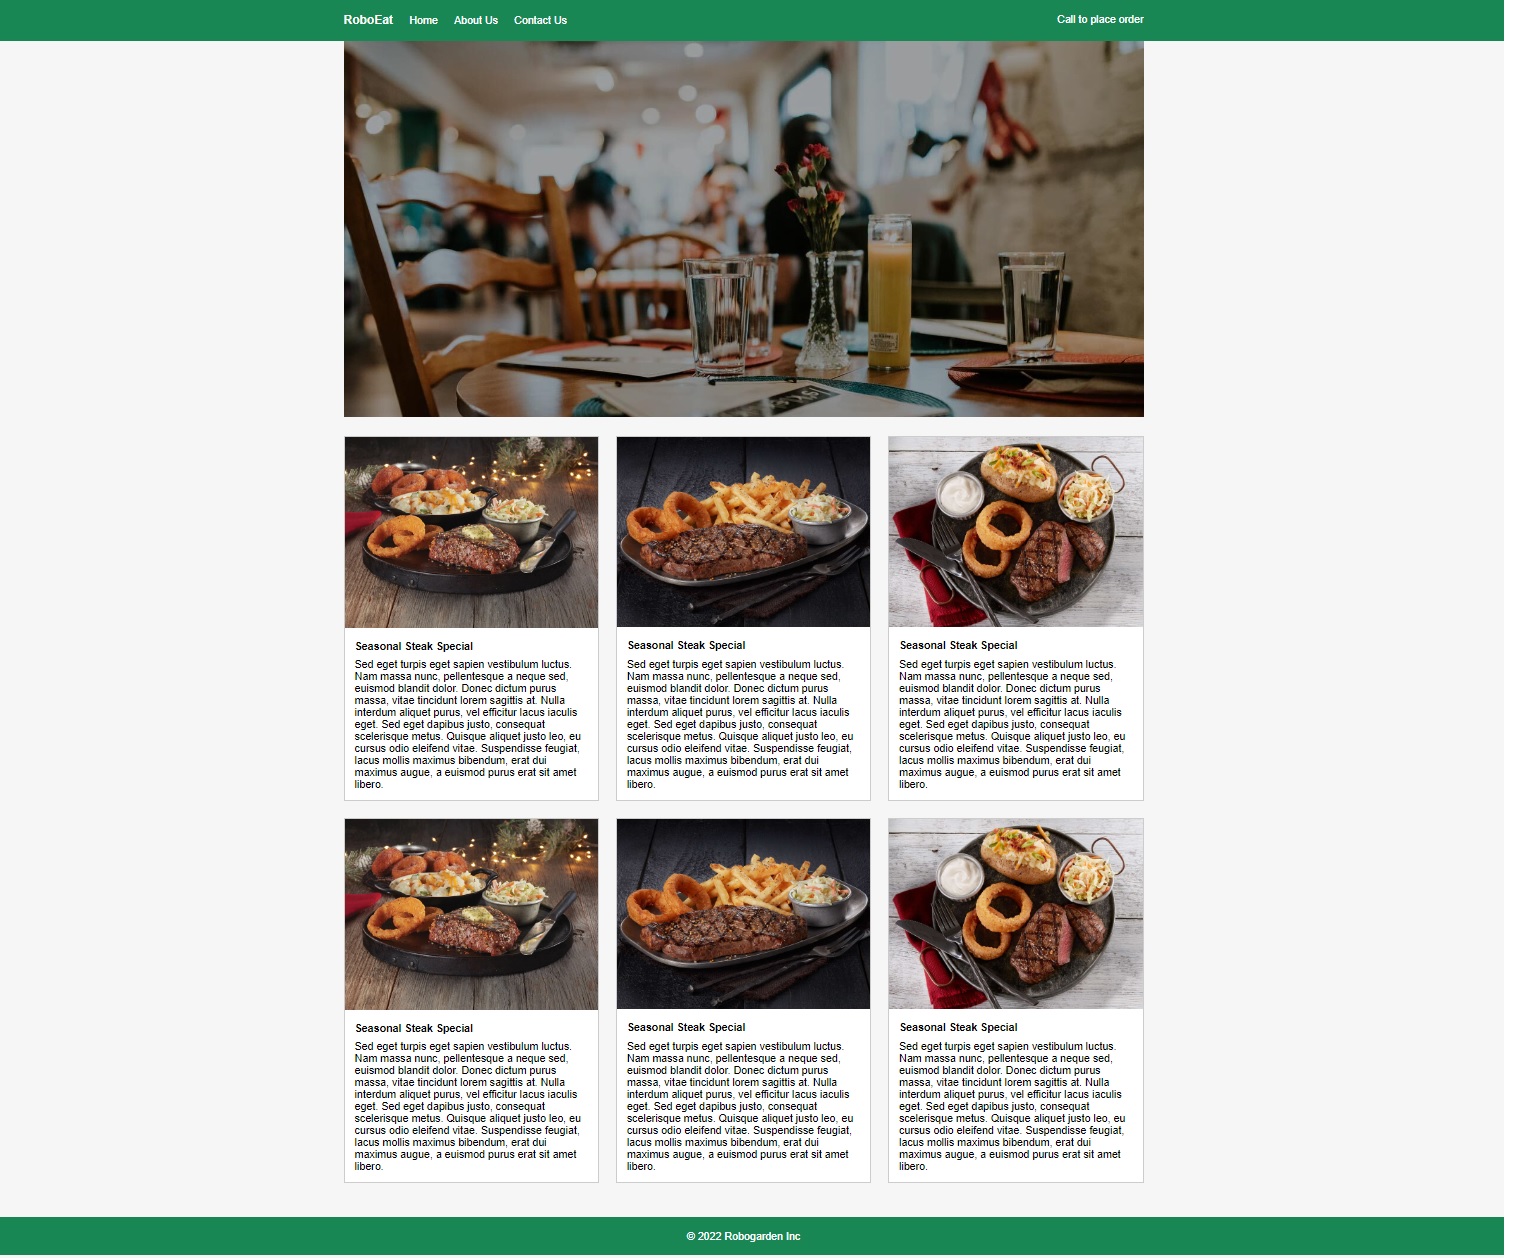 RoboEat Home About Us Contact Us Call to place order
Seasonal Steak Special
Sed eget turpis eget sapien vestibulum luctus.
Nam massa nunc, pellentesque a neque sed,
euismod blandit dolor. Donec dictum purus
massa, vitae tincidunt lorem sagittis at. Nulla
interdum aliquet purus, vel efficitur lacus iaculis
eget. Sed eget dapibus justo, consequat
scelerisque metus. Quisque aliquet justo leo, eu
cursus odio eleifend vitae. Suspendisse feugiat,
lacus mollis maximus bibendum, erat dui
maximus augue, a euismod purus erat sit amet
libero.
Seasonal Steak Special
Sed eget turpis eget sapien vestibulum luctus.
Nam massa nunc, pellentesque a neque sed,
euismod blandit dolor. Donec dictum purus
massa, vitae tincidunt lorem sagittis at. Nulla
interdum aliquet purus, vel efficitur lacus iaculis
eget. Sed eget dapibus justo, consequat
scelerisque metus. Quisque aliquet justo leo, eu
cursus odio eleifend vitae. Suspendisse feugiat,
lacus mollis maximus bibendum, erat dui
maximus augue, a euismod purus erat sit amet
libero.
Seasonal Steak Special
Sed eget turpis eget sapien vestibulum luctus.
Nam massa nunc, pellentesque a neque sed,
euismod blandit dolor. Donec dictum purus
massa, vitae tincidunt lorem sagittis at. Nulla
interdum aliquet purus, vel efficitur lacus iaculis
eget. Sed eget dapibus justo, consequat
scelerisque metus. Quisque aliquet justo leo, eu
cursus odio eleifend vitae. Suspendisse feugiat,
lacus mollis maximus bibendum, erat dui
maximus augue, a euismod purus erat sit amet
libero.
Seasonal Steak Special
Sed eget turpis eget sapien vestibulum luctus.
Nam massa nunc, pellentesque a neque sed,
euismod blandit dolor. Donec dictum purus
massa, vitae tincidunt lorem sagittis at. Nulla
interdum aliquet purus, vel efficitur lacus iaculis
eget. Sed eget dapibus justo, consequat
scelerisque metus. Quisque aliquet justo leo, eu
cursus odio eleifend vitae. Suspendisse feugiat,
lacus mollis maximus bibendum, erat dui
maximus augue, a euismod purus erat sit amet
libero.
Seasonal Steak Special
Sed eget turpis eget sapien vestibulum luctus.
Nam massa nunc, pellentesque a neque sed,
euismod blandit dolor. Donec dictum purus
massa, vitae tincidunt lorem sagittis at. Nulla
interdum aliquet purus, vel efficitur lacus iaculis
eget. Sed eget dapibus justo, consequat
scelerisque metus. Quisque aliquet justo leo, eu
cursus odio eleifend vitae. Suspendisse feugiat,
lacus mollis maximus bibendum, erat dui
maximus augue, a euismod purus erat sit amet
libero.
Seasonal Steak Special
Sed eget turpis eget sapien vestibulum luctus.
Nam massa nunc, pellentesque a neque sed,
euismod blandit dolor. Donec dictum purus
massa, vitae tincidunt lorem sagittis at. Nulla
interdum aliquet purus, vel efficitur lacus iaculis
eget. Sed eget dapibus justo, consequat
scelerisque metus. Quisque aliquet justo leo, eu
cursus odio eleifend vitae. Suspendisse feugiat,
lacus mollis maximus bibendum, erat dui
maximus augue, a euismod purus erat sit amet
libero.
© 2022 Robogarden Inc